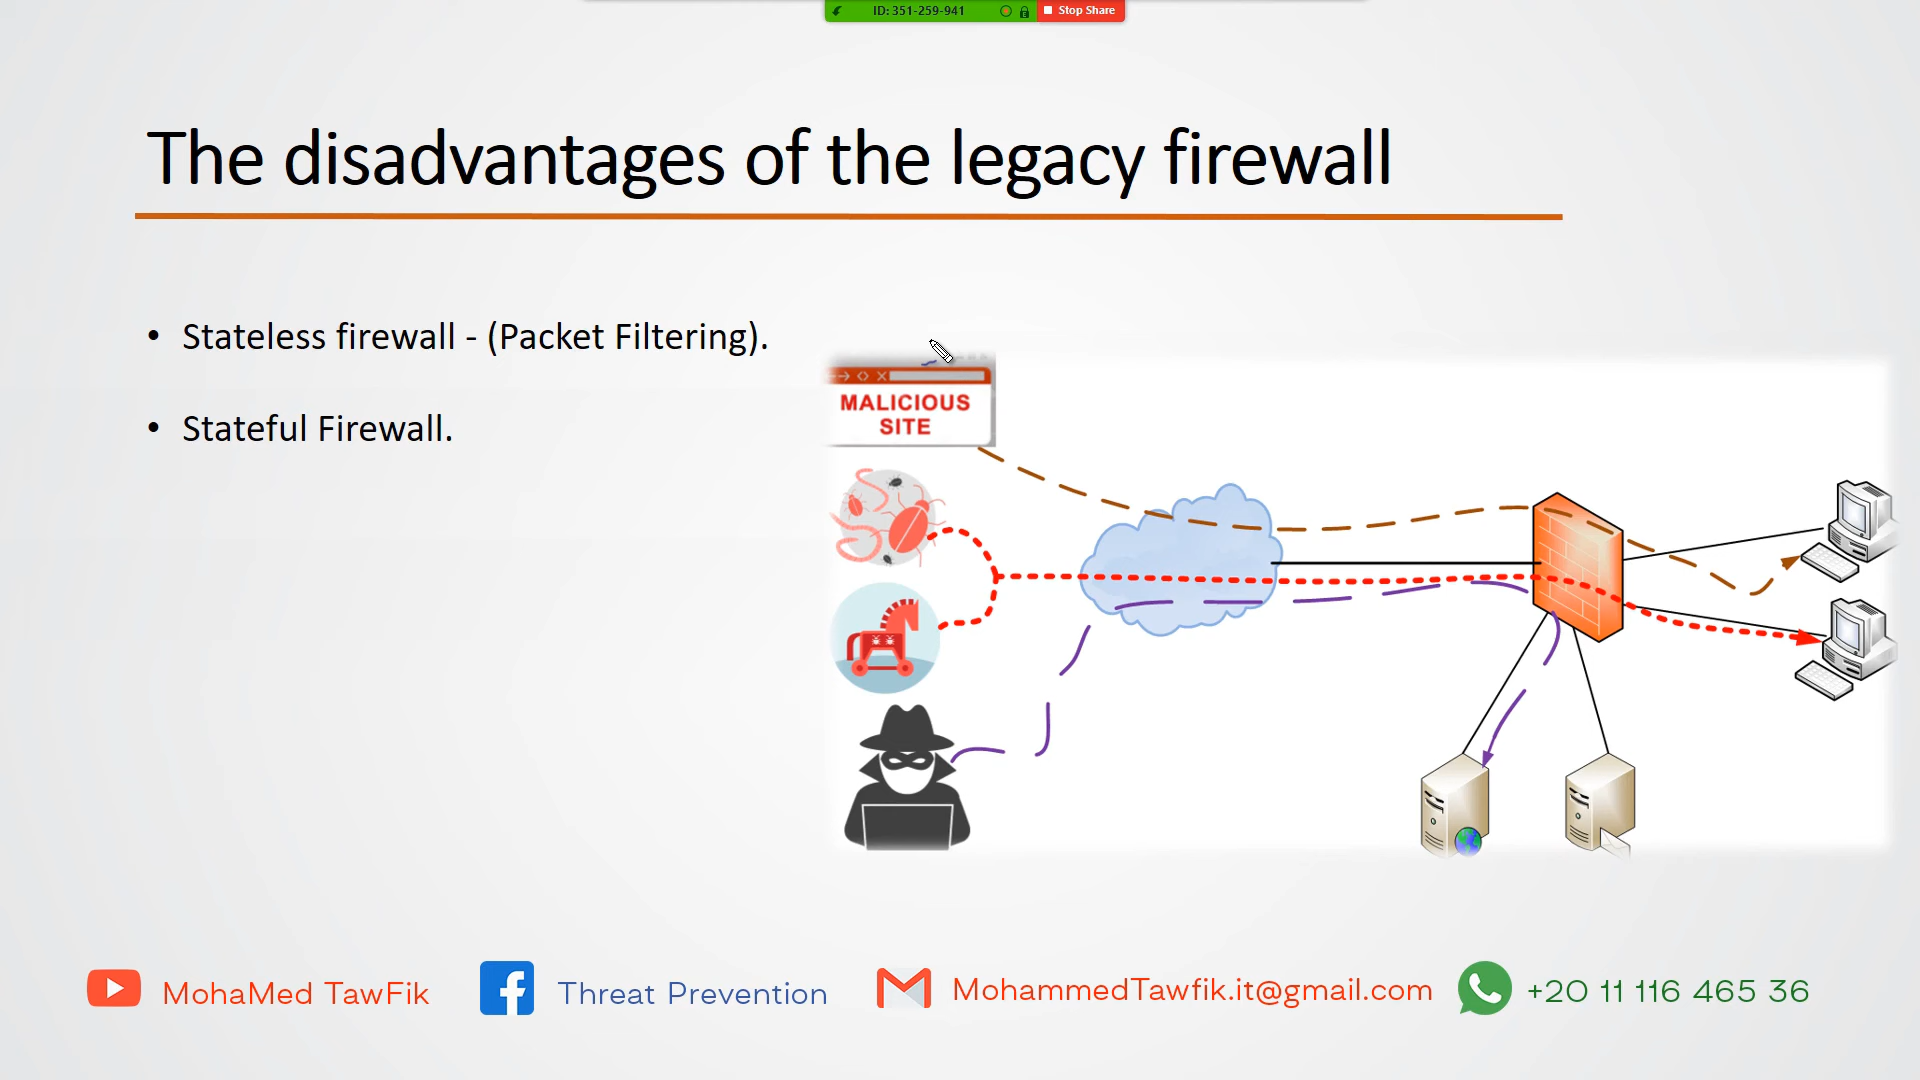 ID: 351-259-941
Stop Share
The disadvantages of the legacy firewall
• Stateless firewall - (Packet Filtering).
• Stateful Firewall.
MALICIOUS
SITE
MohaMed TawFik
Threat Prevention
MohammedTawfik.it@gmail.com
+20 11 116 465 36